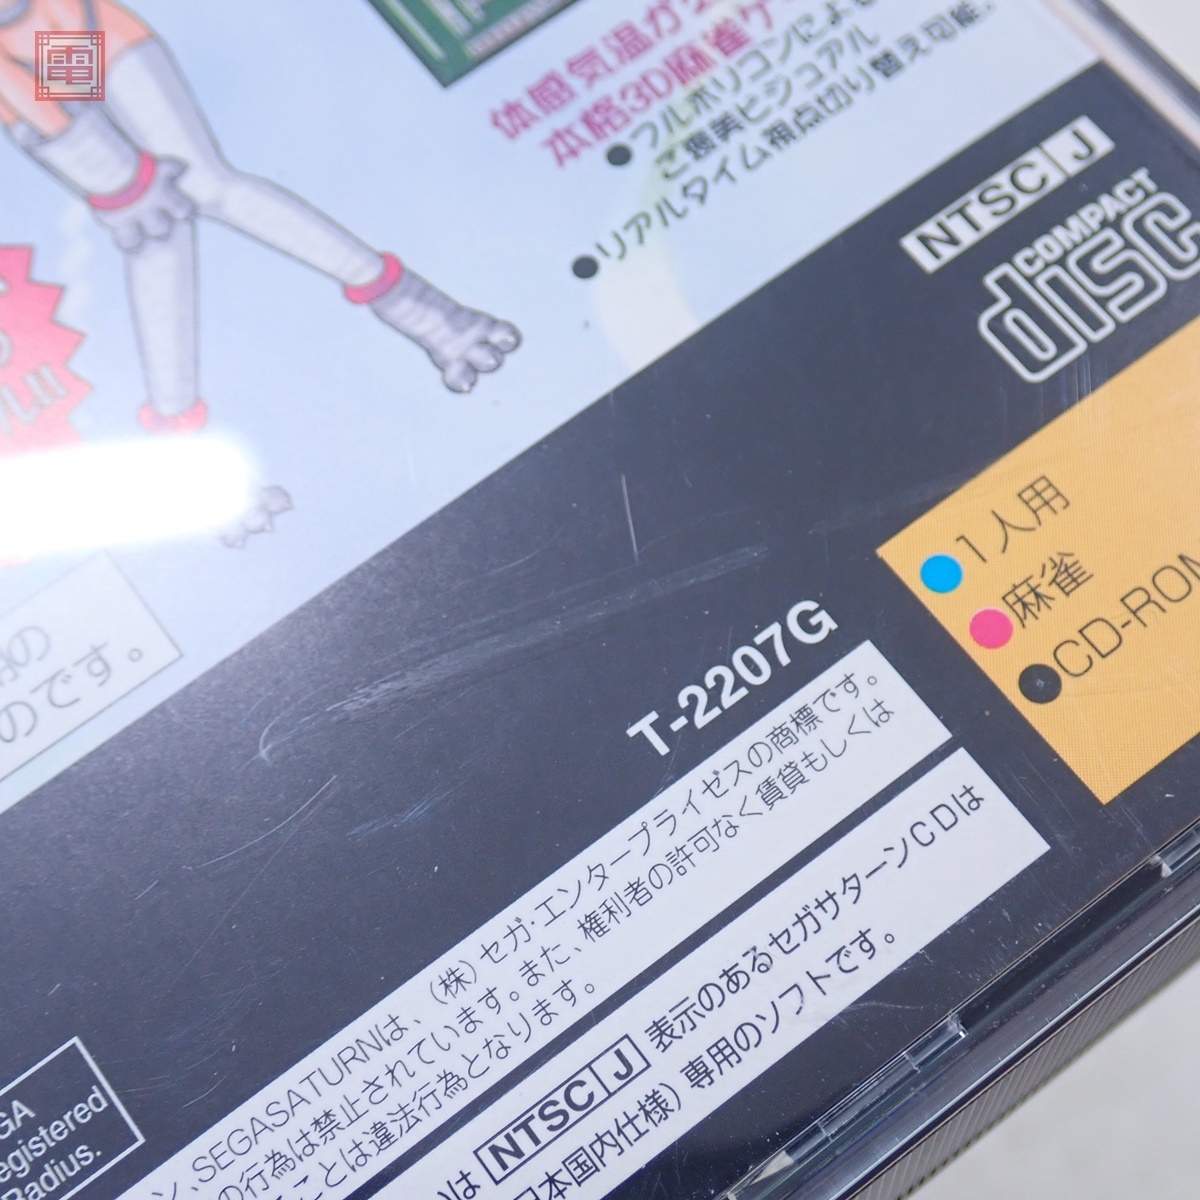 電
体感気温が
本格3D麻雀ゲ
●フルポリゴンによる
ご褒美ビジュアル
●リアルタイム視点切り替え可能.
NTSC J
COMPACT
disc
!!
のです。
●1人用
●麻雀
●CD-ROM
T-2207G
SEGASATURNは、(株)セガ・エンタープライゼスの商標です。
の行為は禁止されています。また、権利者の許可なく賃貸もしくは
ことは違法行為となります。
は NTSC J 表示のあるセガサターンCDは
日本国内仕様)専用のソフトです。
GA
egistered
Radius.